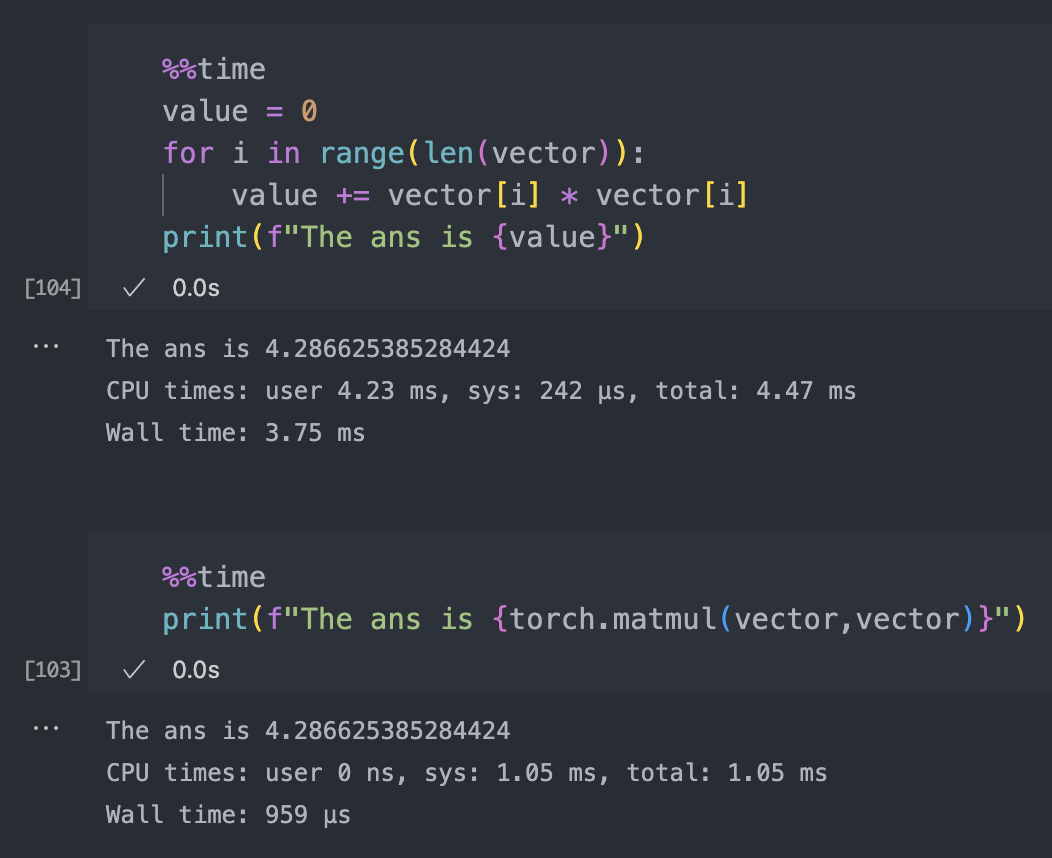 %%time
value = 0
for i in range(len(vector)):
    value += vector[i] * vector[i]
print(f"The ans is {value}")
[104] ✓ 0.0s
... The ans is 4.286625385284424
CPU times: user 4.23 ms, sys: 242 µs, total: 4.47 ms
Wall time: 3.75 ms
%%time
print(f"The ans is {torch.matmul(vector,vector)}")
[103] ✓ 0.0s
... The ans is 4.286625385284424
CPU times: user 0 ns, sys: 1.05 ms, total: 1.05 ms
Wall time: 959 µs